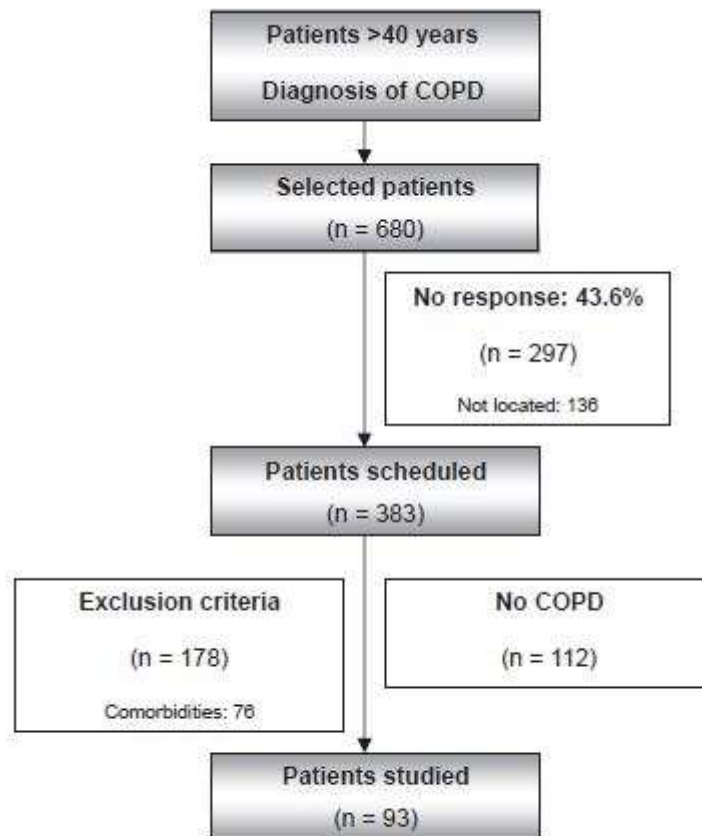 Patients >40 years
Diagnosis of COPD
Selected patients
(n = 680)
No response: 43.6%
(n = 297)
Not located: 136
Patients scheduled
(n = 383)
Exclusion criteria
(n = 178)
Comorbidities: 76
No COPD
(n = 112)
Patients studied
(n = 93)